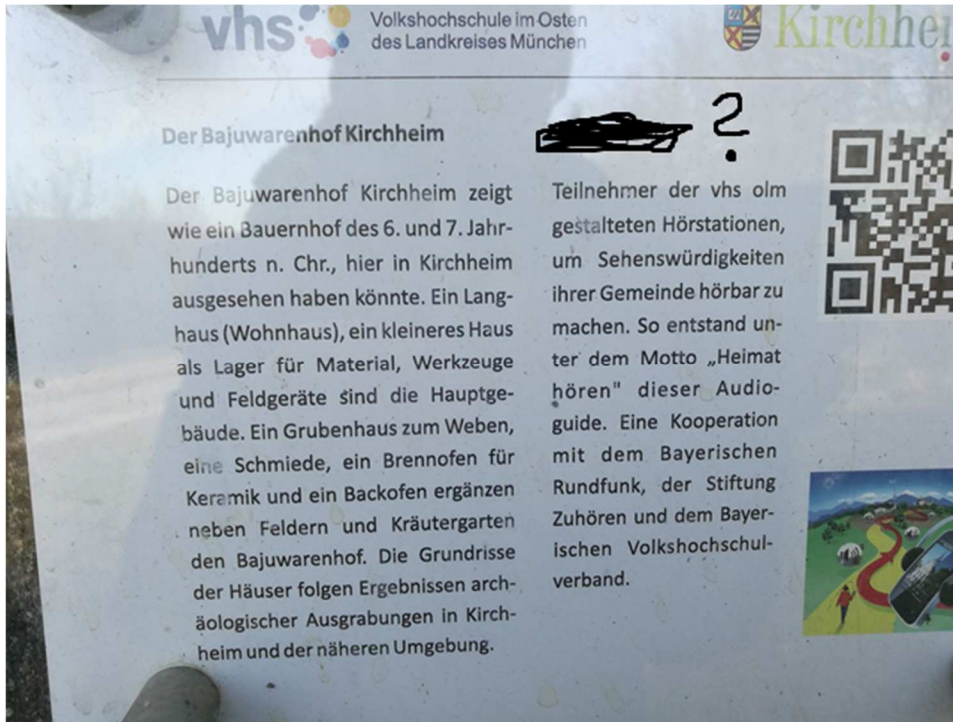 vhs
Volkshochschule im Osten
des Landkreises München
Der Bajuwarenhof Kirchheim
Der Bajuwarenhof Kirchheim zeigt
wie ein Bauernhof des 6. und 7. Jahr-
hunderts n. Chr., hier in Kirchheim
ausgesehen haben könnte. Ein Lang-
haus (Wohnhaus), ein kleineres Haus
als Lager für Material, Werkzeuge
und Feldgeräte sind die Hauptge-
bäude. Ein Grubenhaus zum Weben,
eine Schmiede, ein Brennofen für
Keramik und ein Backofen ergänzen
neben Feldern und Kräutergarten
den Bajuwarenhof. Die Grundrisse
der Häuser folgen Ergebnissen arch-
äologischer Ausgrabungen in Kirch-
heim und der näheren Umgebung.
?
Teilnehmer der vhs olm
gestalteten Hörstationen,
um Sehenswürdigkeiten
ihrer Gemeinde hörbar zu
machen. So entstand un-
ter dem Motto „Heimat
hören" dieser Audio-
guide. Eine Kooperation
mit dem Bayerischen
Rundfunk, der Stiftung
Zuhören und dem Bayer-
ischen Volkshochschul-
verband.